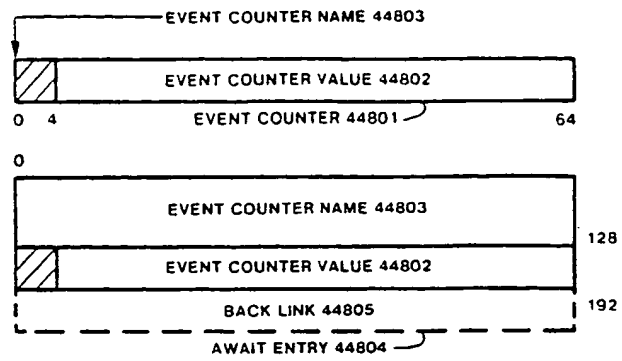 EVENT COUNTER NAME 44803
EVENT COUNTER VALUE 44802
0 4 EVENT COUNTER 44801 64
0
EVENT COUNTER NAME 44803
128
EVENT COUNTER VALUE 44802
BACK LINK 44805 192
AWAIT ENTRY 44804